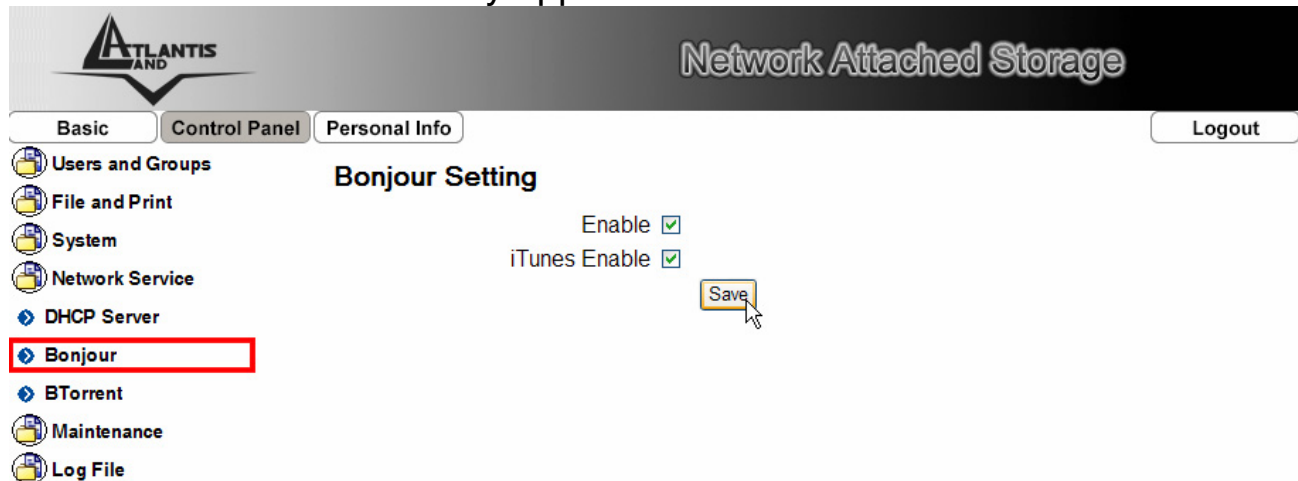 ATLANTIS
LAND
Network Attached Storage
Basic
Control Panel
Personal Info
Logout
Users and Groups
File and Print
System
Network Service
DHCP Server
Bonjour
BTorrent
Maintenance
Log File
Bonjour Setting
Enable
iTunes Enable
Save